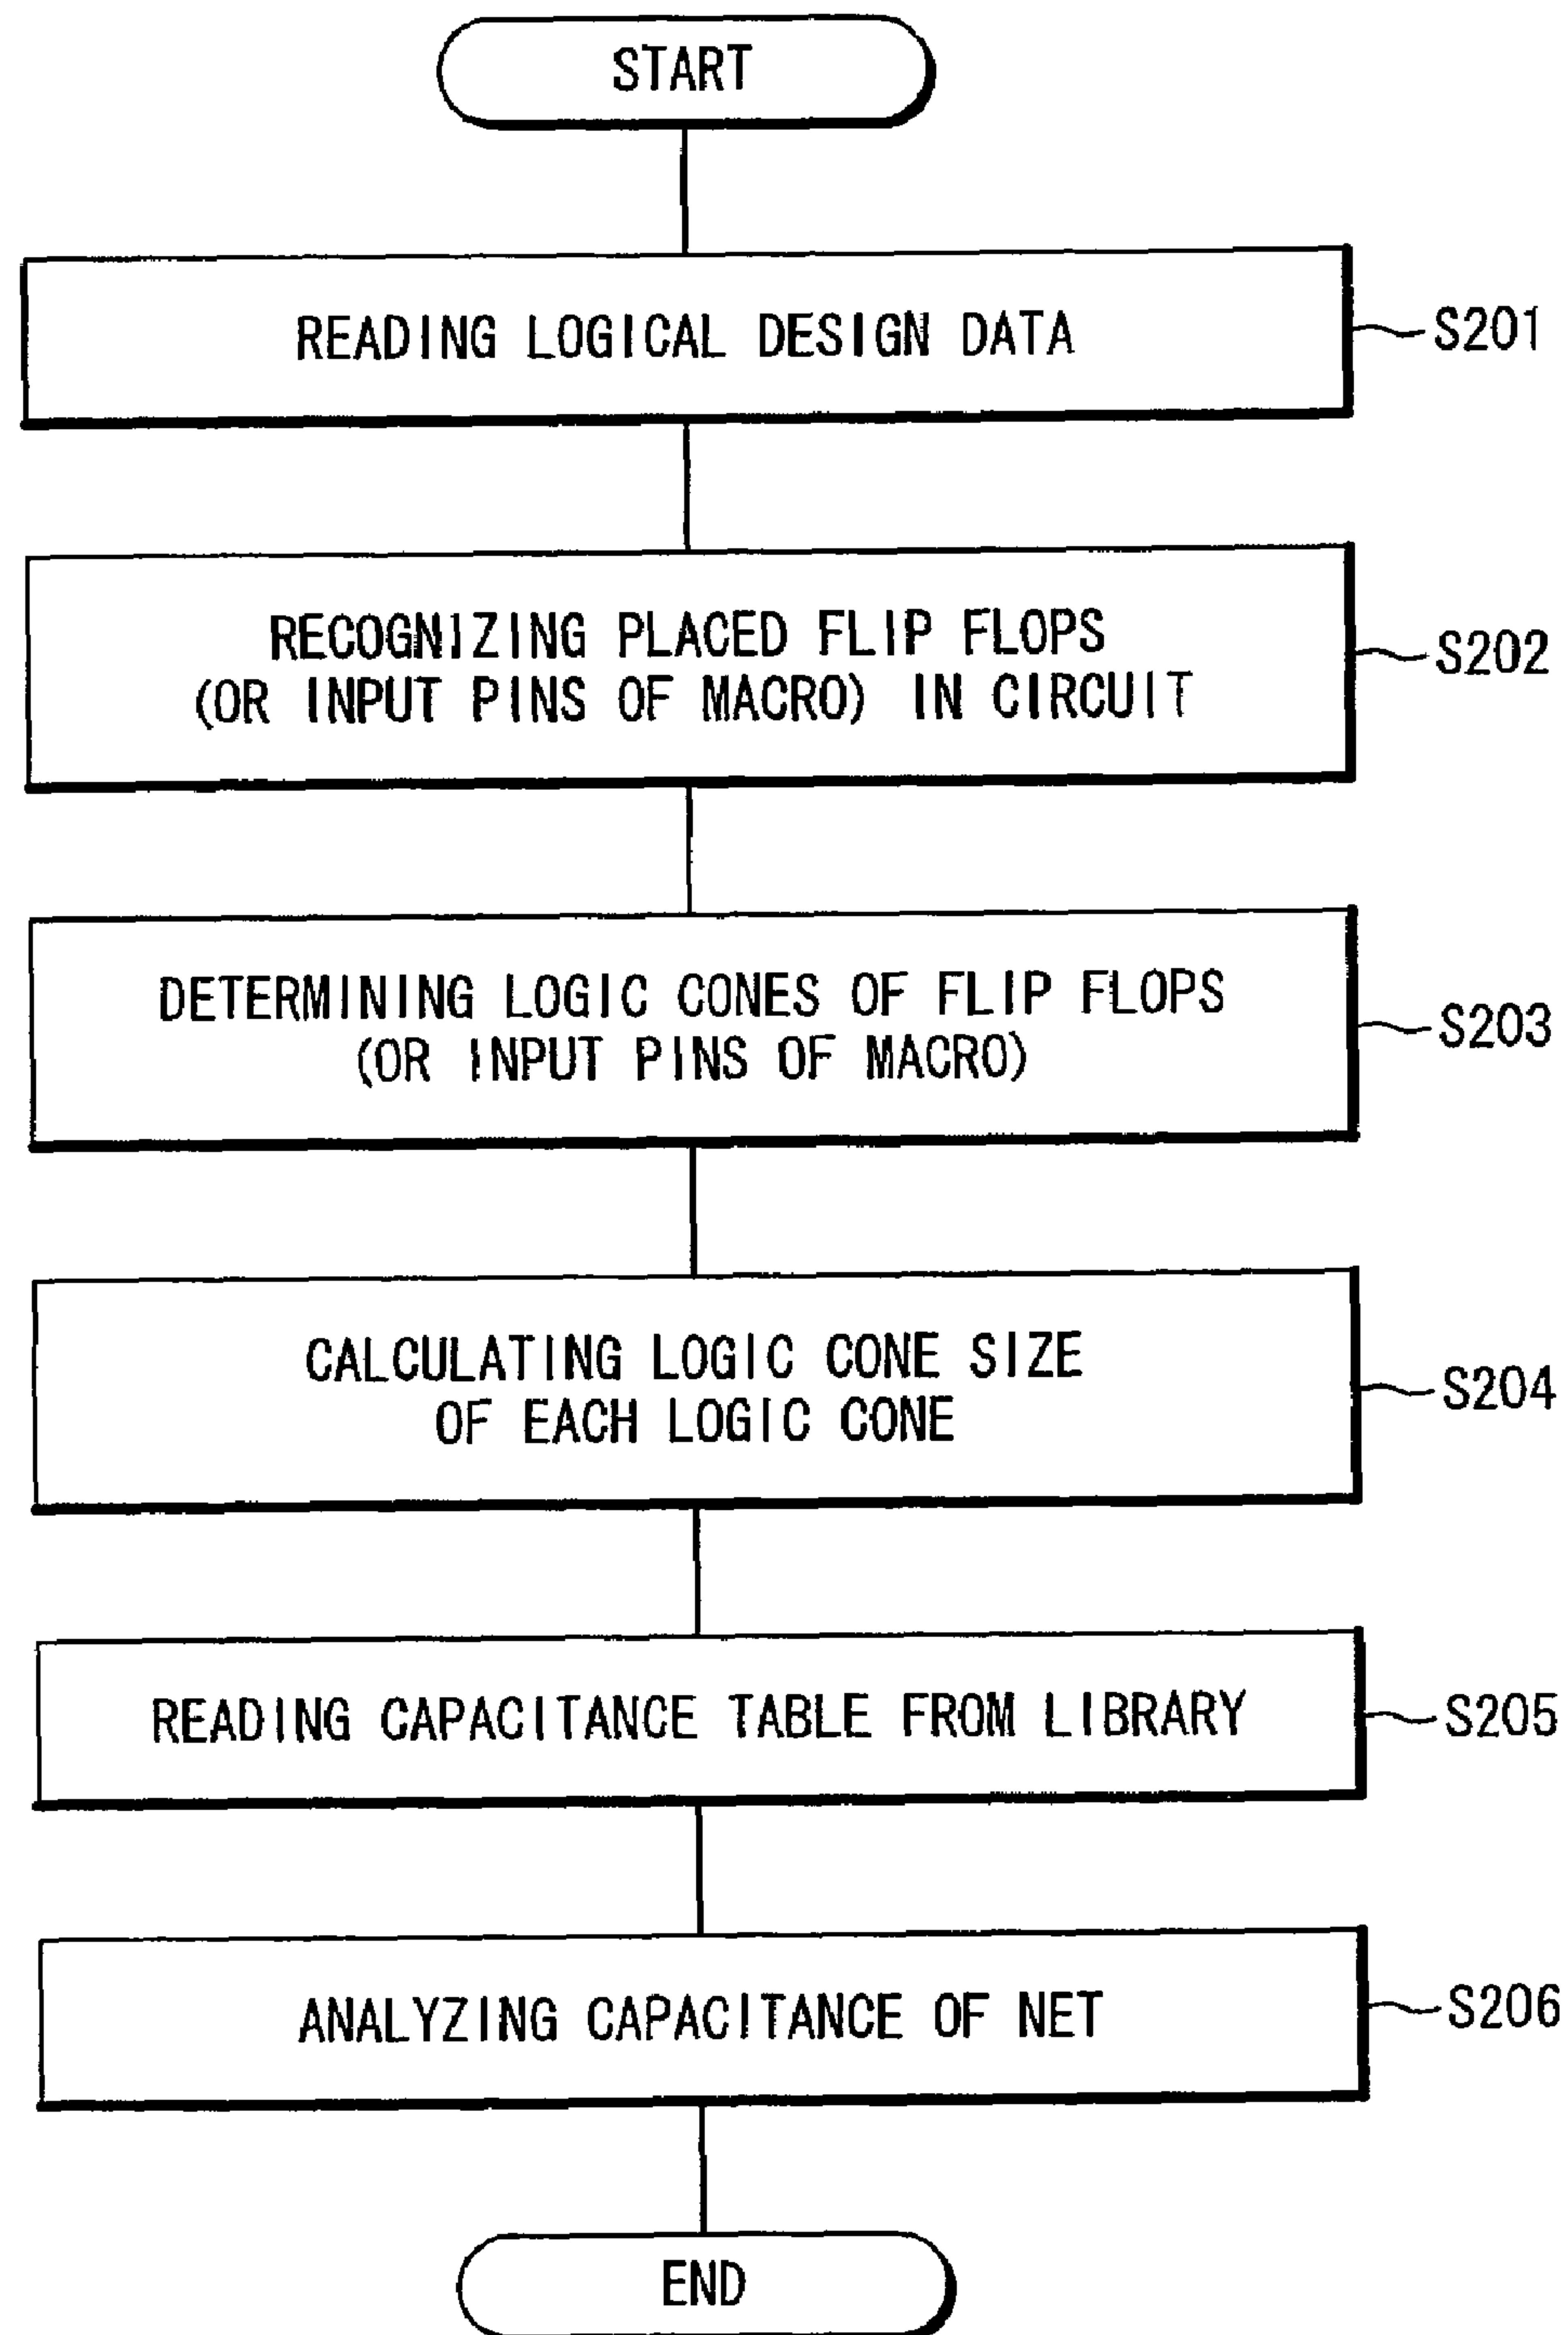 START
READING LOGICAL DESIGN DATA
S201
RECOGNIZING PLACED FLIP FLOPS
(OR INPUT PINS OF MACRO) IN CIRCUIT
S202
DETERMINING LOGIC CONES OF FLIP FLOPS
(OR INPUT PINS OF MACRO)
S203
CALCULATING LOGIC CONE SIZE
OF EACH LOGIC CONE
S204
READING CAPACITANCE TABLE FROM LIBRARY
S205
ANALYZING CAPACITANCE OF NET
S206
END